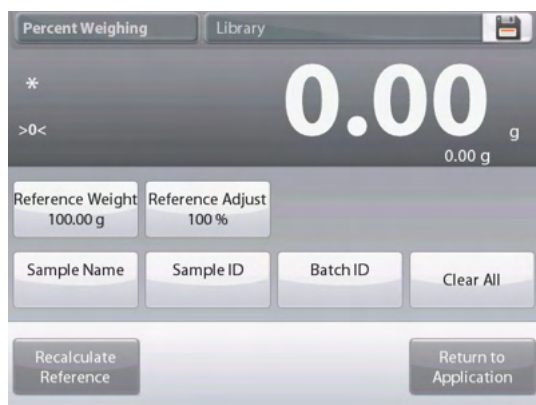 Percent Weighing
Library
*
0.00 g
>0<
0.00 g
Reference Weight
100.00 g
Reference Adjust
100 %
Sample Name
Sample ID
Batch ID
Clear All
Recalculate
Reference
Return to
Application